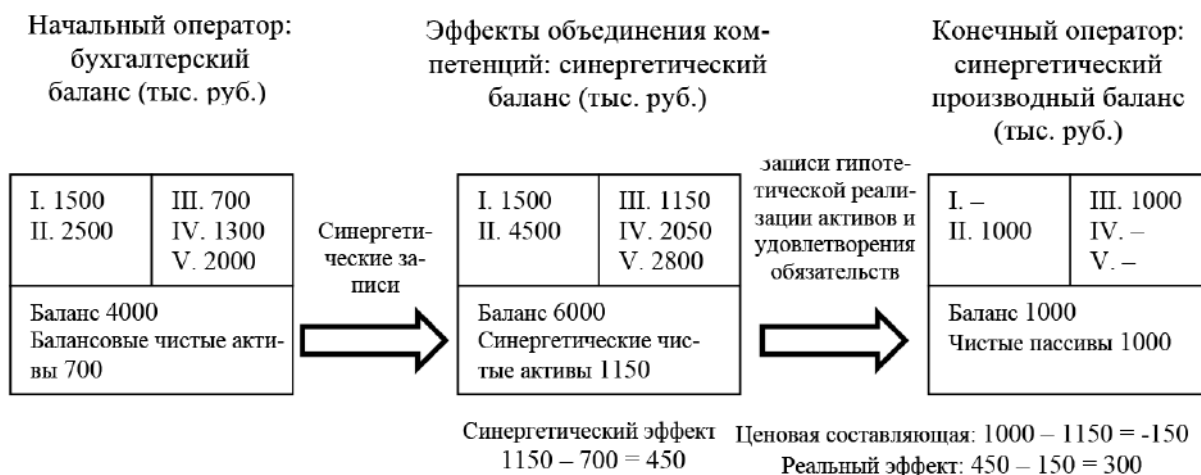 Начальный оператор:
бухгалтерский
баланс (тыс. руб.)
Эффекты объединения ком-
петенций: синергетический
баланс (тыс. руб.)
Конечный оператор:
синергетический
производный баланс
(тыс. руб.)
I. 1500
II. 2500
III. 700
IV. 1300
V. 2000
Баланс 4000
Балансовые чистые акти-
вы 700
Синергети-
ческие за-
писи
I. 1500
II. 4500
III. 1150
IV. 2050
V. 2800
Баланс 6000
Синергетические чис-
тые активы 1150
Записи гипоте-
тической реали-
зации активов и
удовлетворения
обязательств
I. –
II. 1000
III. 1000
IV. –
V. –
Баланс 1000
Чистые пассивы 1000
Синергетический эффект
1150 – 700 = 450
Ценовая составляющая: 1000 – 1150 = -150
Реальный эффект: 450 – 150 = 300